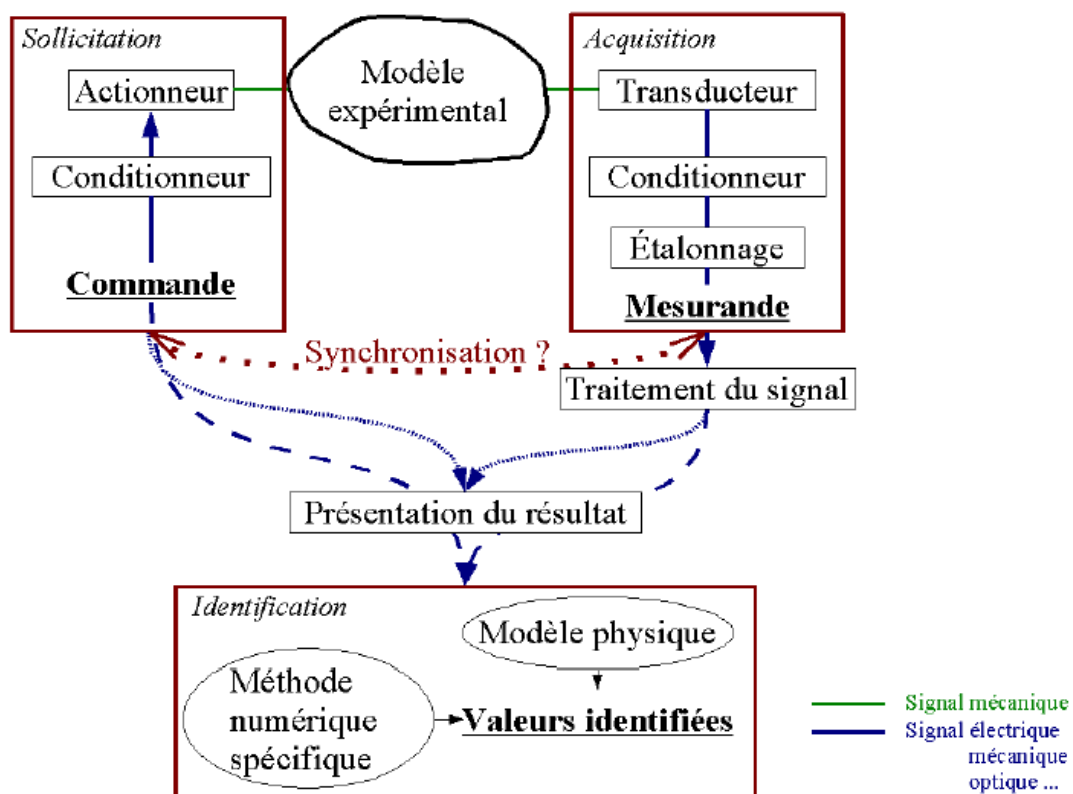 Sollicitation
Actionneur
Conditionneur
Commande
Modèle
expérimental
Acquisition
Transducteur
Conditionneur
Étalonnage
Mesurande
Synchronisation ?
Traitement du signal
Présentation du résultat
Identification
Modèle physique
Méthode
numérique
spécifique
Valeurs identifiées
Signal mécanique
Signal électrique
mécanique
optique ...